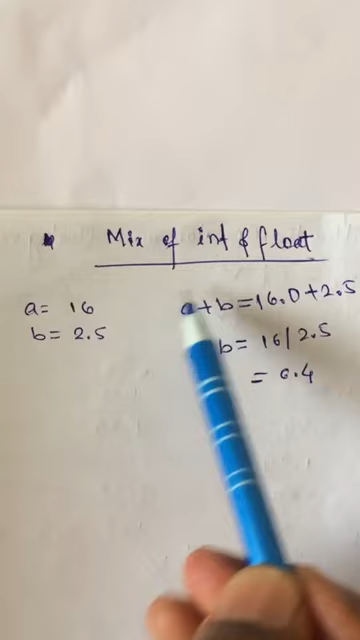 Mix of int & float
a = 16
b = 2.5
a + b = 16.0 + 2.5
b = 16 / 2.5
= 6.4